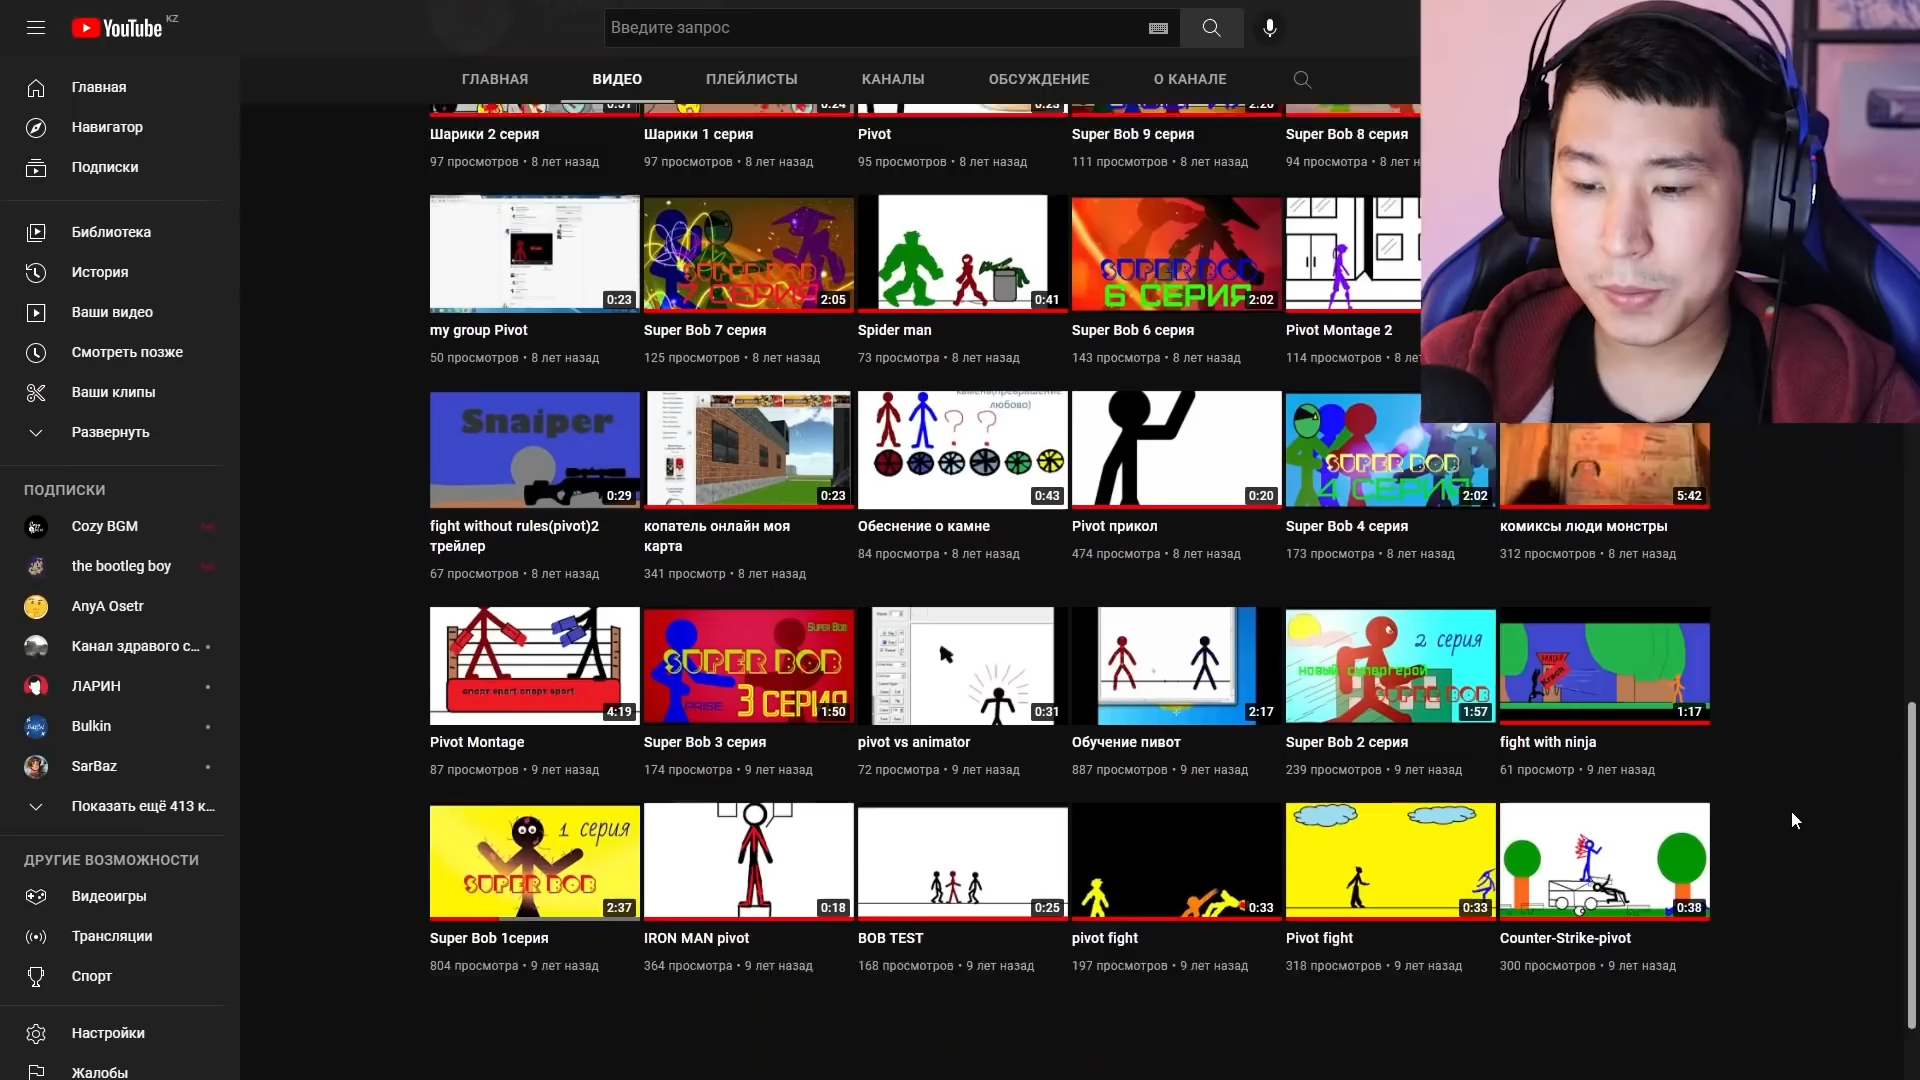 YouTube KZ
Введите запрос
ГЛАВНАЯ ВИДЕО ПЛЕЙЛИСТЫ КАНАЛЫ ОБСУЖДЕНИЕ О КАНАЛЕ
Главная
Навигатор
Подписки
Библиотека
История
Ваши видео
Смотреть позже
Ваши клипы
Развернуть
ПОДПИСКИ
Cozy BGM
the bootleg boy
AnyA Osetr
Канал здравого с...
ЛАРИН
Bulkin
SarBaz
Показать ещё 413 к...
ДРУГИЕ ВОЗМОЖНОСТИ
Видеоигры
Трансляции
Спорт
Настройки
Жалобы
Шарики 2 серия
97 просмотров • 8 лет назад
Шарики 1 серия
97 просмотров • 8 лет назад
Pivot
95 просмотров • 8 лет назад
Super Bob 9 серия
111 просмотров • 8 лет назад
Super Bob 8 серия
94 просмотра • 8 лет н
0:23
my group Pivot
50 просмотров • 8 лет назад
SUPER BOB
7 СЕРИЯ
2:05
Super Bob 7 серия
125 просмотров • 8 лет назад
0:41
Spider man
73 просмотра • 8 лет назад
SUPER BOB
6 СЕРИЯ
2:02
Super Bob 6 серия
143 просмотра • 8 лет назад
Pivot Montage 2
114 просмотров • 8 лет
Snaiper
0:29
fight without rules(pivot)2
трейлер
67 просмотров • 8 лет назад
0:23
копатель онлайн моя
карта
341 просмотр • 8 лет назад
любово)
0:43
Обеснение о камне
84 просмотра • 8 лет назад
0:20
Pivot прикол
474 просмотра • 8 лет назад
SUPER BOB
4 СЕРИЯ
2:02
Super Bob 4 серия
173 просмотра • 8 лет назад
5:42
комиксы люди монстры
312 просмотров • 8 лет назад
спорт sport спорт sport
4:19
Pivot Montage
87 просмотров • 9 лет назад
Super Bob
SUPER BOB
3 СЕРИЯ
1:50
Super Bob 3 серия
174 просмотра • 9 лет назад
0:31
pivot vs animator
72 просмотра • 9 лет назад
2:17
Обучение пивот
887 просмотров • 9 лет назад
2 серия
новый супергерой
SUPER BOB
1:57
Super Bob 2 серия
239 просмотров • 9 лет назад
1:17
fight with ninja
61 просмотр • 9 лет назад
1 серия
SUPER BOB
2:37
Super Bob 1серия
804 просмотра • 9 лет назад
0:18
IRON MAN pivot
364 просмотра • 9 лет назад
0:25
BOB TEST
168 просмотров • 9 лет назад
0:33
pivot fight
197 просмотров • 9 лет назад
0:33
Pivot fight
318 просмотров • 9 лет назад
0:38
Counter-Strike-pivot
300 просмотров • 9 лет назад